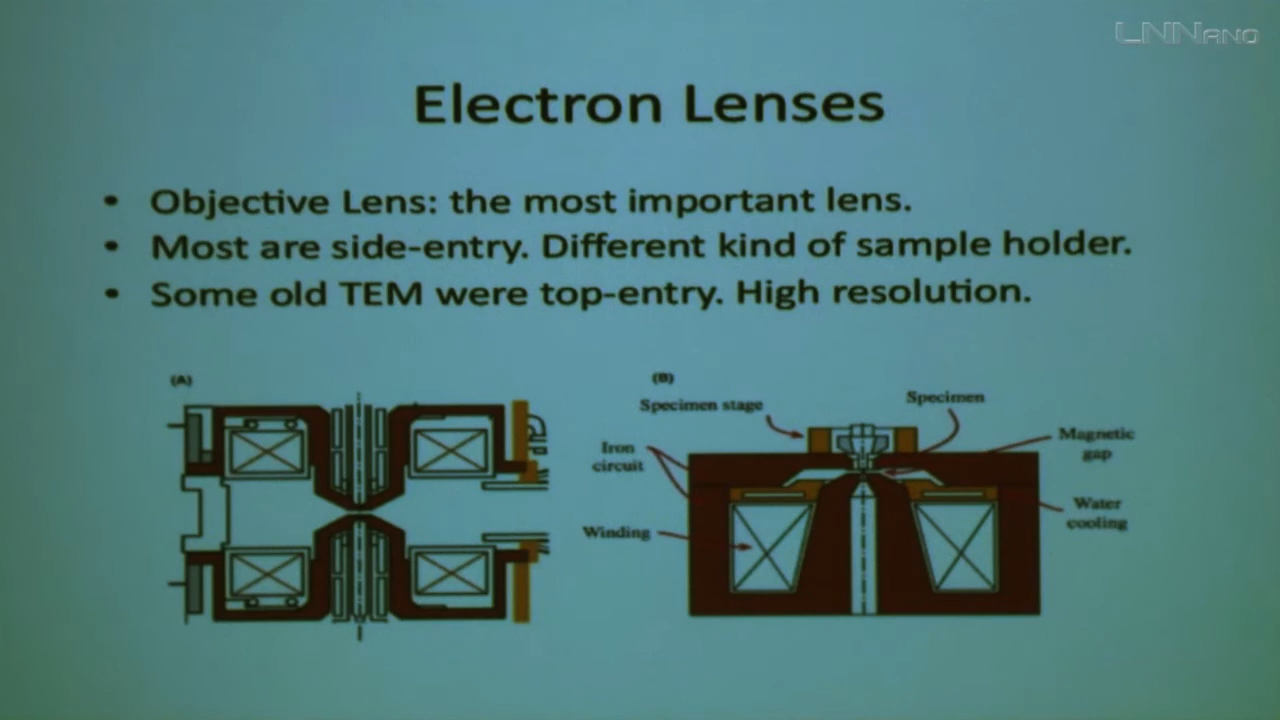 LNNANO
Electron Lenses
• Objective Lens: the most important lens.
• Most are side-entry. Different kind of sample holder.
• Some old TEM were top-entry. High resolution.
(A)
(B)
Specimen stage
Specimen
Iron
circuit
Magnetic
gap
Winding
Water
cooling